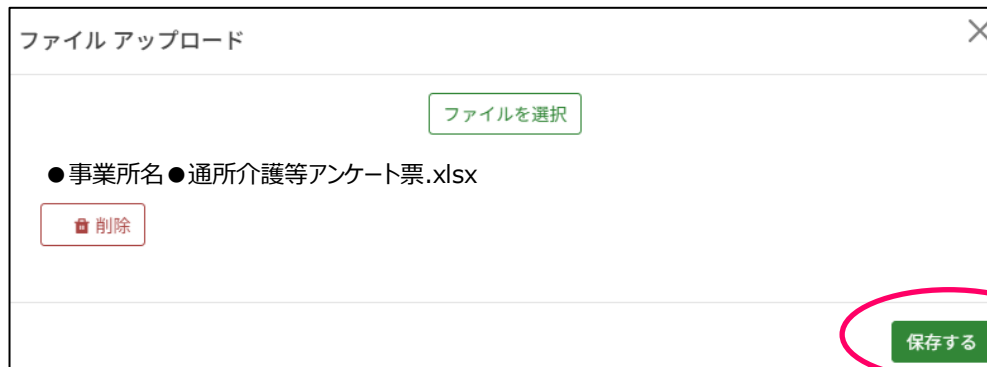 ファイル アップロード
ファイルを選択
●事業所名●通所介護等アンケート票.xlsx
削除
保存する